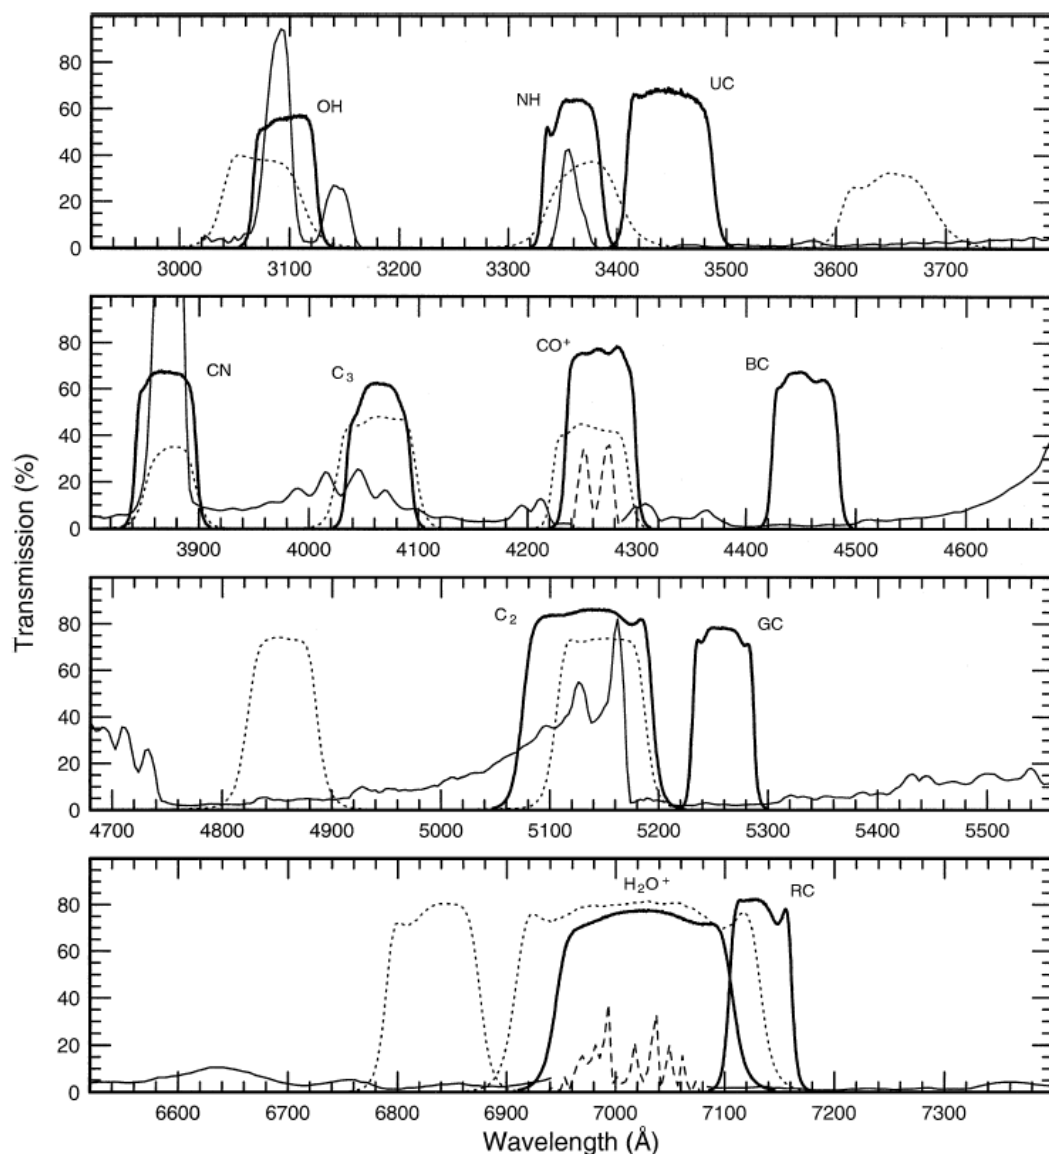 80
60
40
20
0
OH
NH
UC
3000 3100 3200 3300 3400 3500 3600 3700
80
60
40
20
0
CN
C3
CO+
BC
3900 4000 4100 4200 4300 4400 4500 4600
80
60
40
20
0
C2
GC
4700 4800 4900 5000 5100 5200 5300 5400 5500
80
60
40
20
0
H2O+
RC
6600 6700 6800 6900 7000 7100 7200 7300
Transmission (%)
Wavelength (Å)